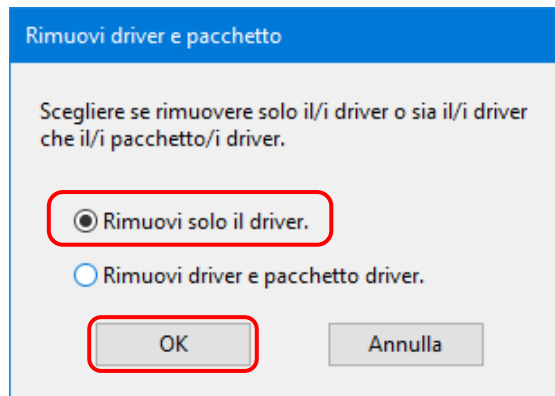 Rimuovi driver e pacchetto
Scegliere se rimuovere solo il/i driver o sia il/i driver
che il/i pacchetto/i driver.
Rimuovi solo il driver.
Rimuovi driver e pacchetto driver.
OK Annulla